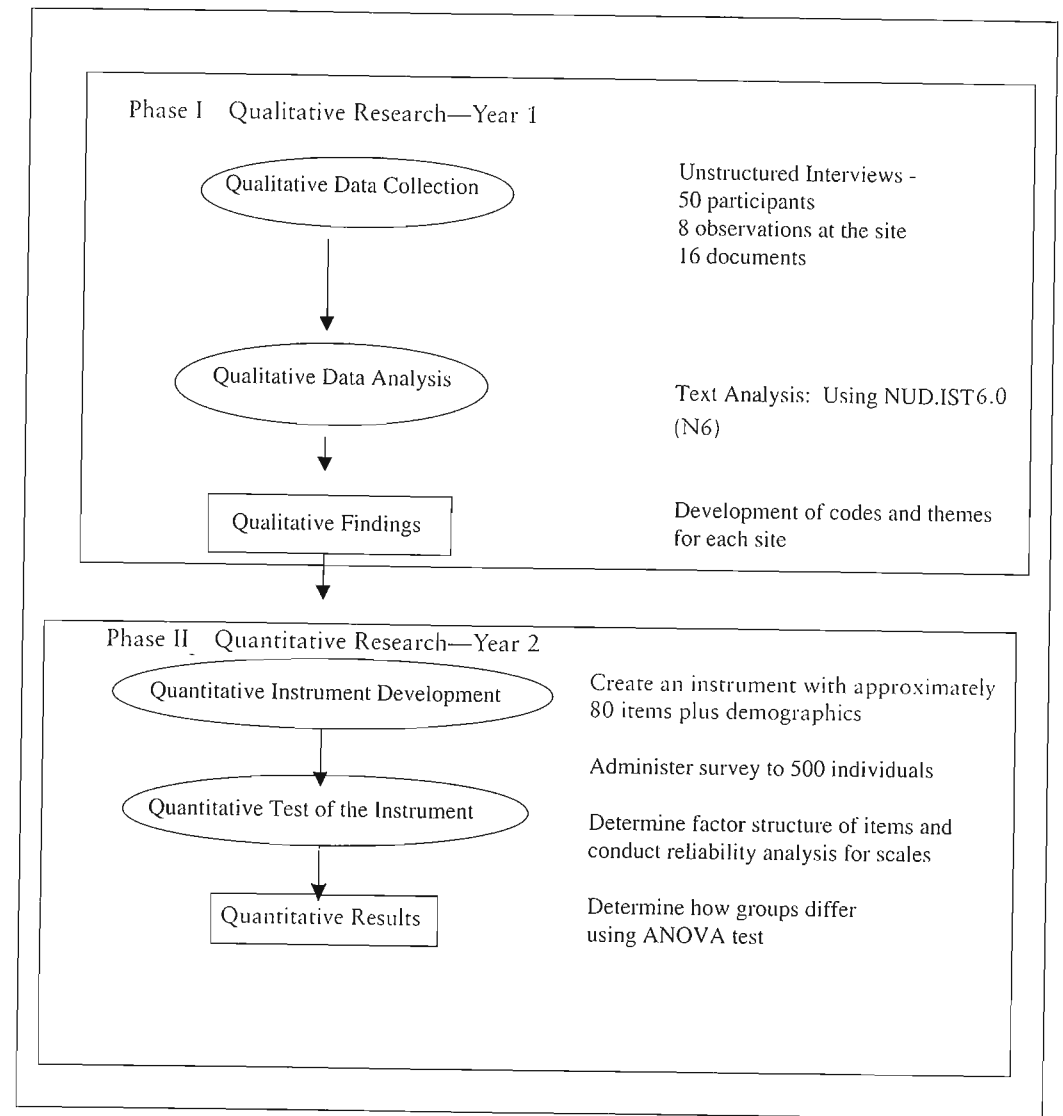 Phase I Qualitative Research—Year 1
Qualitative Data Collection
Unstructured Interviews -
50 participants
8 observations at the site
16 documents
Qualitative Data Analysis
Text Analysis: Using NUD.IST6.0
(N6)
Qualitative Findings
Development of codes and themes
for each site
Phase II Quantitative Research—Year 2
Quantitative Instrument Development
Create an instrument with approximately
80 items plus demographics
Administer survey to 500 individuals
Quantitative Test of the Instrument
Determine factor structure of items and
conduct reliability analysis for scales
Quantitative Results
Determine how groups differ
using ANOVA test